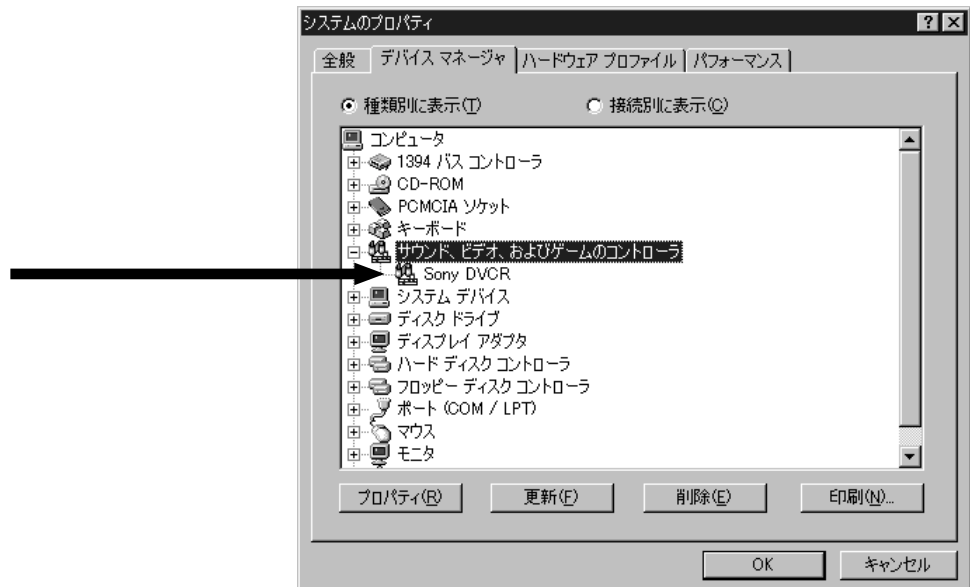 システムのプロパティ
全般 デバイス マネージャ ハードウェア プロファイル パフォーマンス
種類別に表示(T) 接続別に表示(C)
コンピュータ
1394 バス コントローラ
CD-ROM
PCMCIA ソケット
キーボード
サウンド、ビデオ、およびゲームのコントローラ
Sony DVCR
システム デバイス
ディスク ドライブ
ディスプレイ アダプタ
ハード ディスク コントローラ
フロッピー ディスク コントローラ
ポート (COM / LPT)
マウス
モニタ
プロパティ(R) 更新(F) 削除(E) 印刷(N)...
OK キャンセル